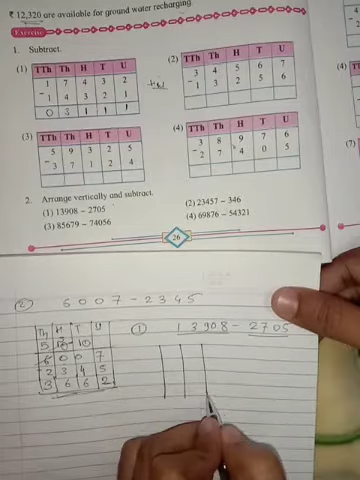 ₹ 12,320 are available for ground water recharging.
Exercise
1. Subtract.
(1) TTh Th H T U
1 7 4 3 2
- 1 4 3 2 1
0 3 1 1 1
(2) TTh Th H T U
3 4 5 6 7
- 1 3 2 5 6
(3) TTh Th H T U
5 9 3 2 5
- 3 7 1 2 4
(4) TTh Th H T U
3 8 9 7 6
- 2 7 4 0 5
2. Arrange vertically and subtract.
(1) 13908 – 2705 (2) 23457 – 346
(3) 85679 – 74056 (4) 69876 – 54321
26
(4)
(7)
② 6007-2345
Th H T U
5 10
6 0 0 7
2 3 4 5
3 6 6 2
① 13908 - 2705